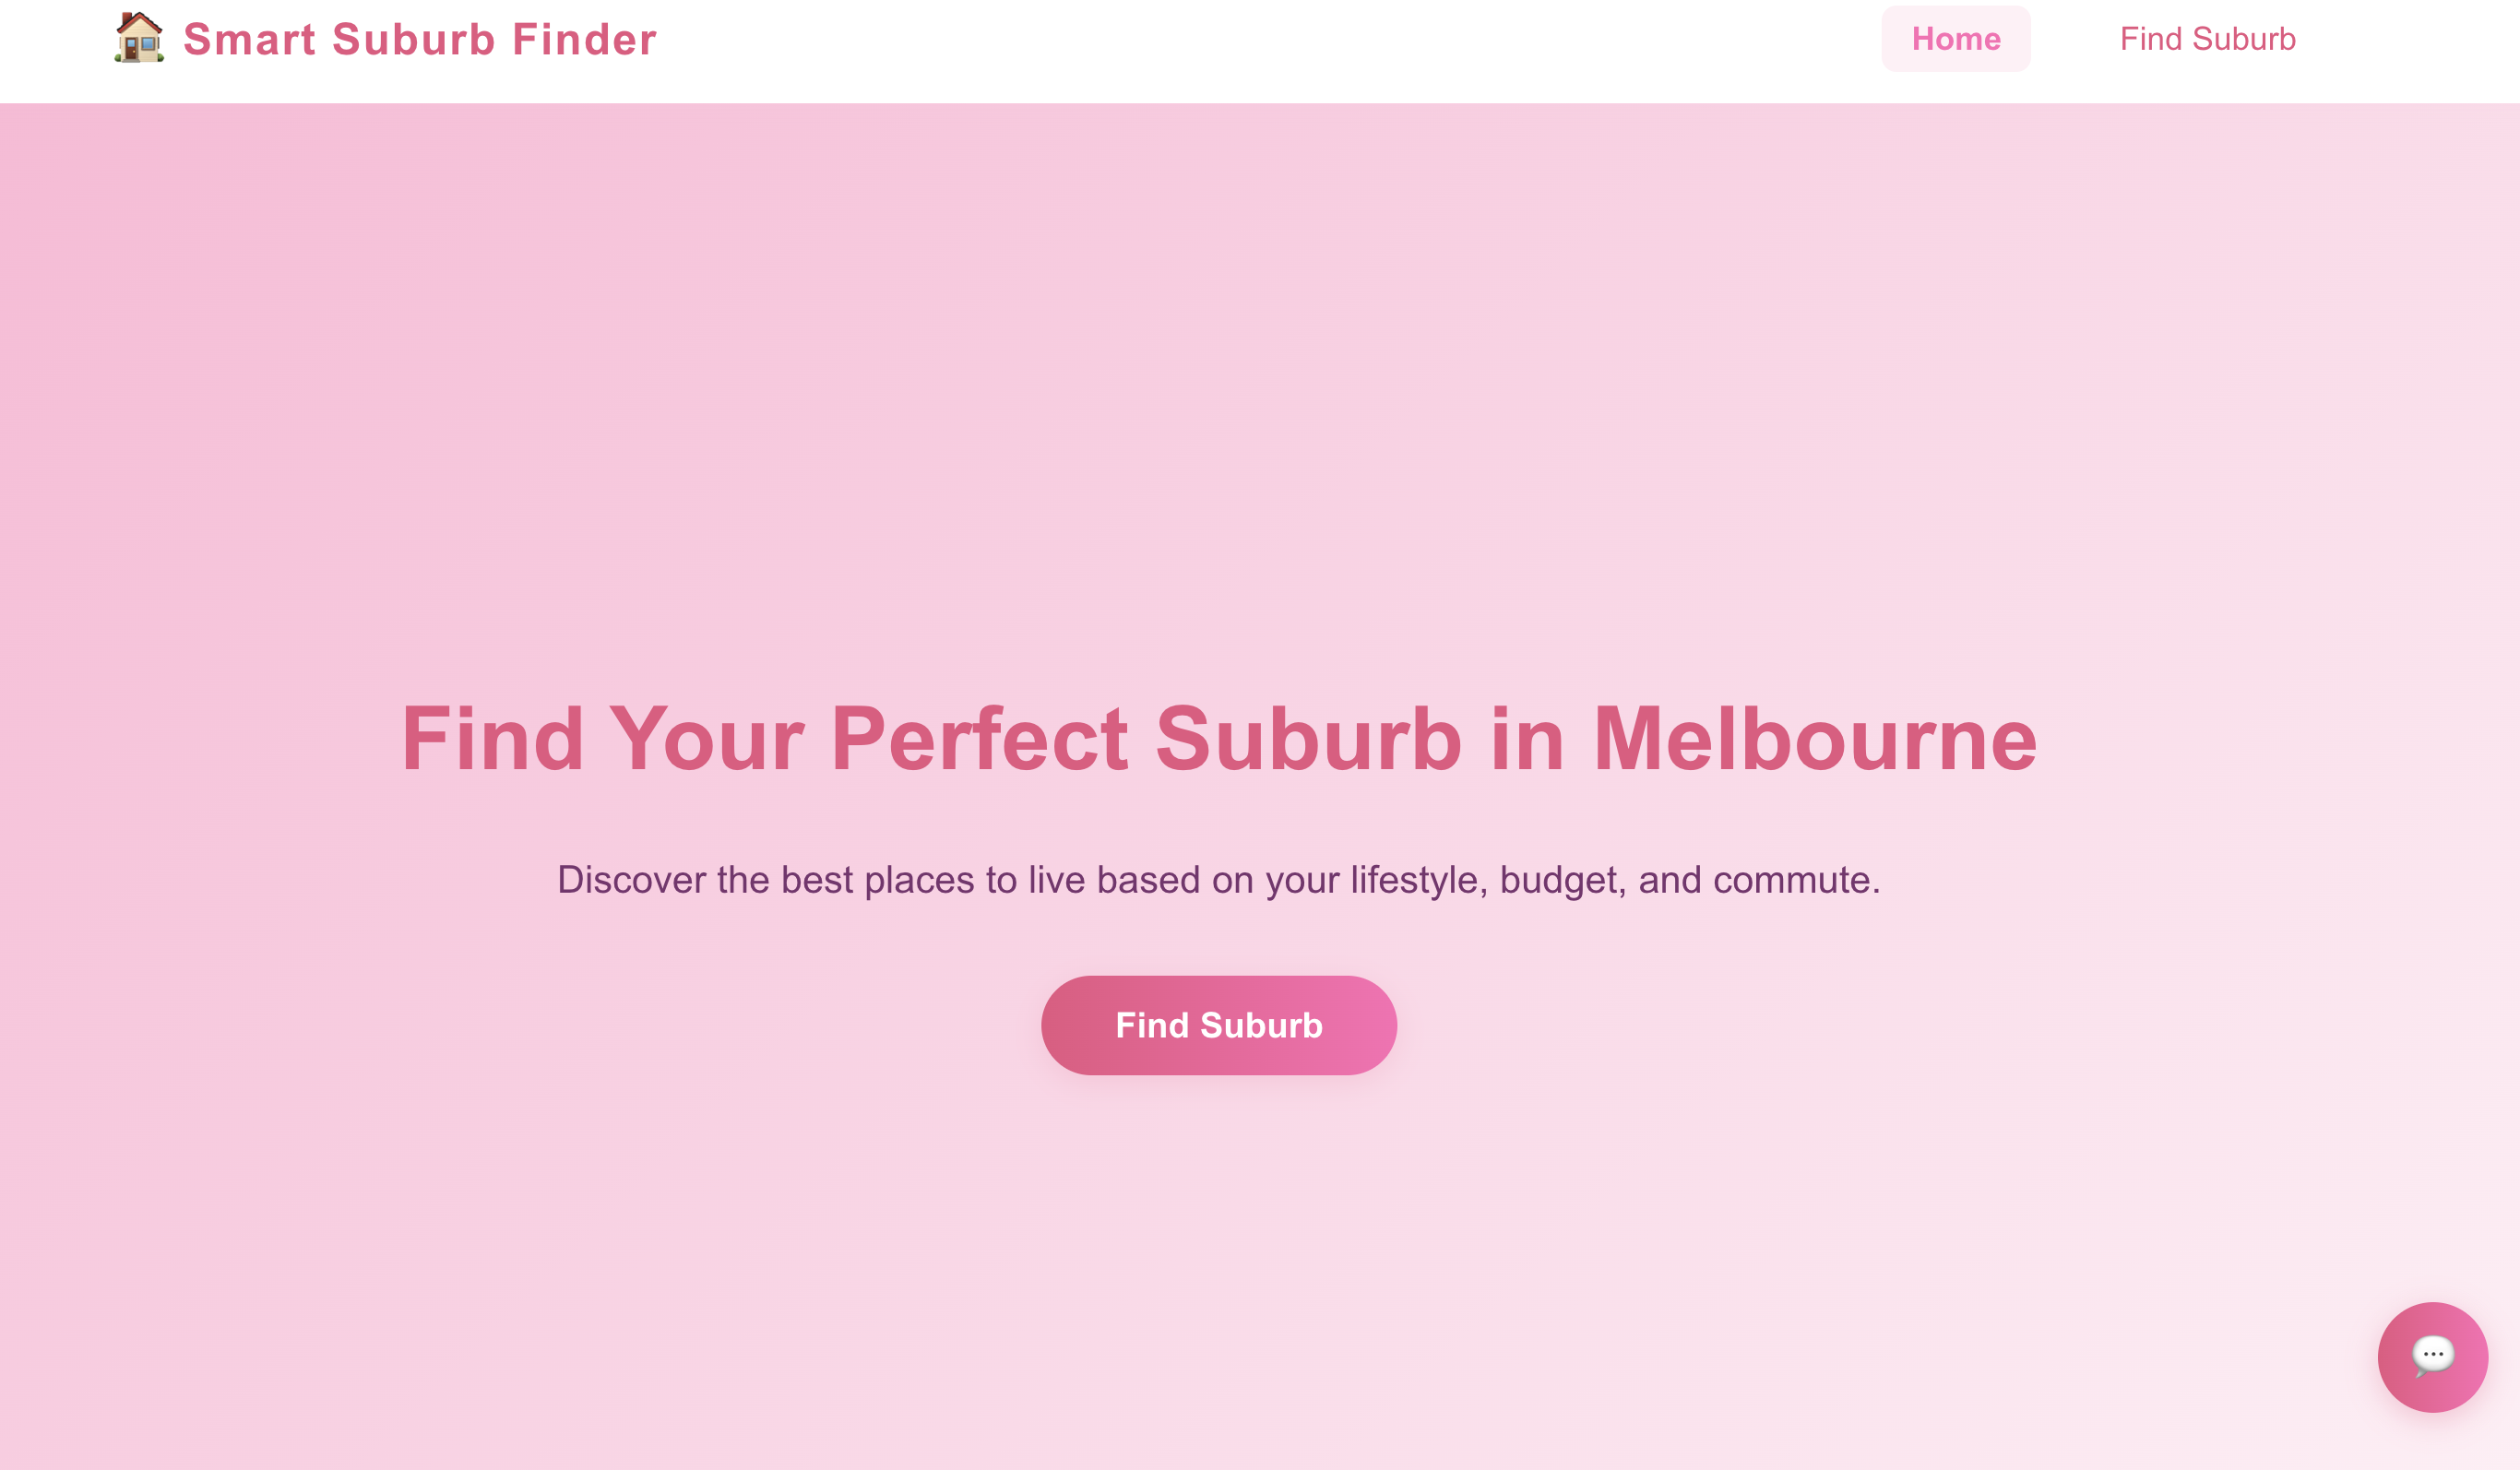 Smart Suburb Finder
Home
Find Suburb
Find Your Perfect Suburb in Melbourne
Discover the best places to live based on your lifestyle, budget, and commute.
Find Suburb